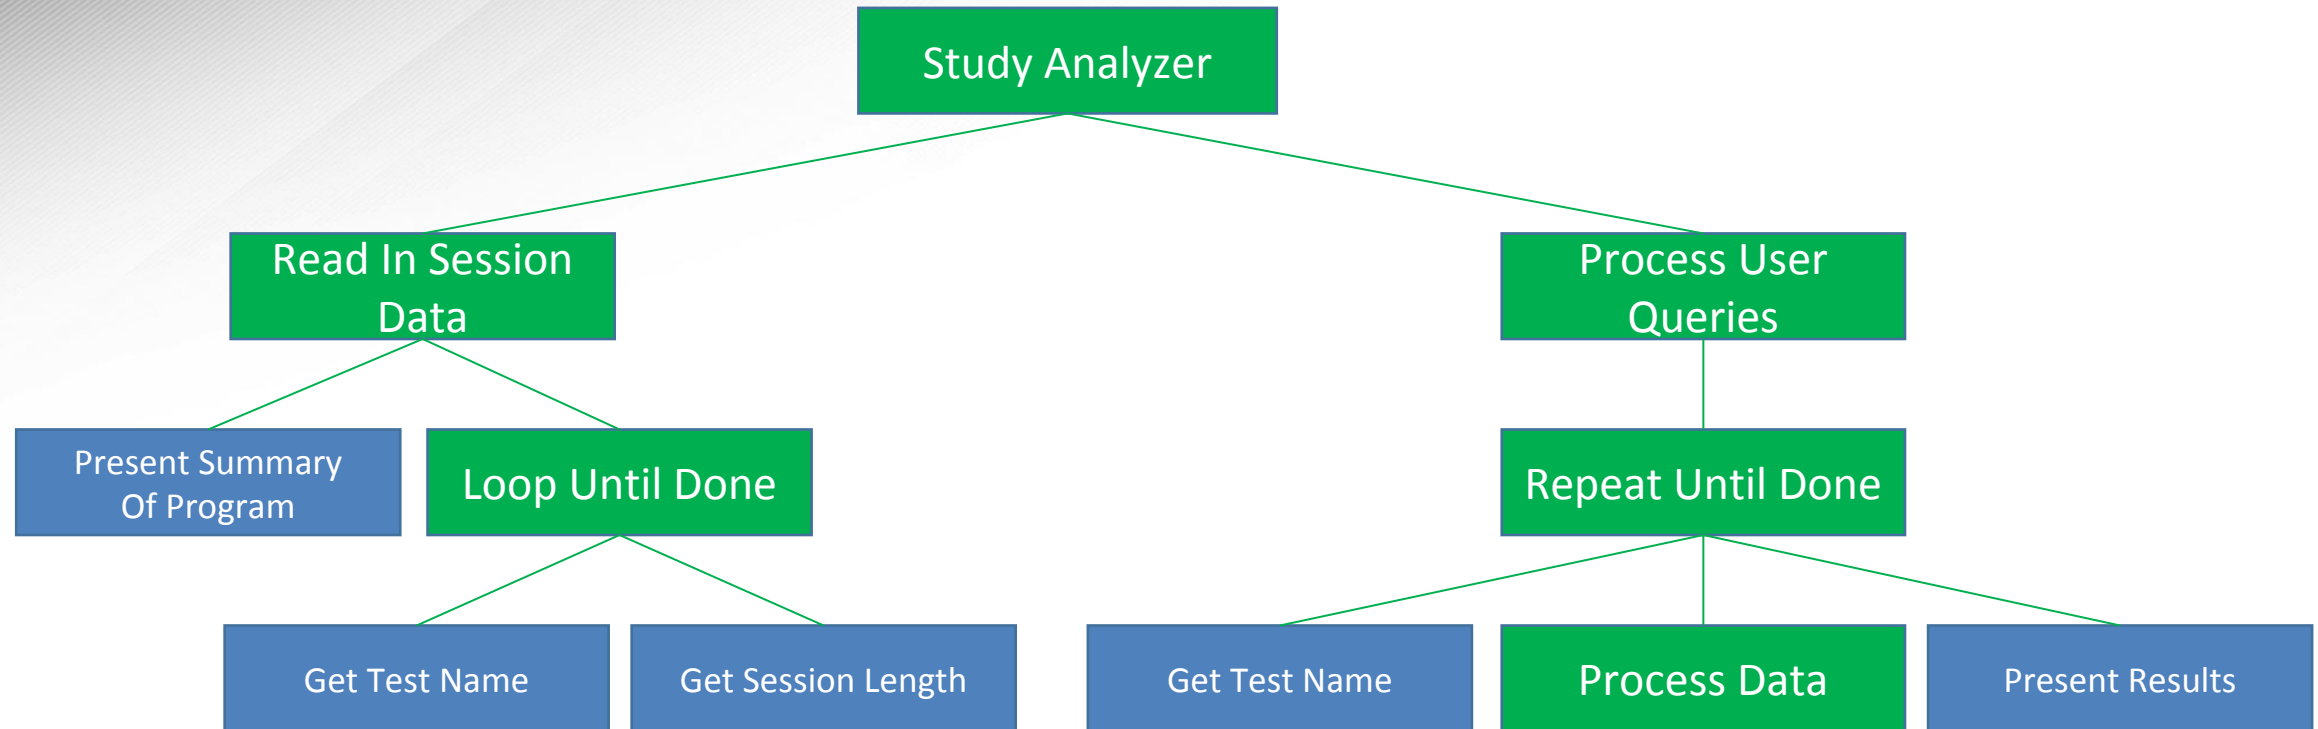 Study Analyzer
Read In Session
Data
Process User
Queries
Present Summary
Of Program
Loop Until Done
Repeat Until Done
Get Test Name
Get Session Length
Get Test Name
Process Data
Present Results